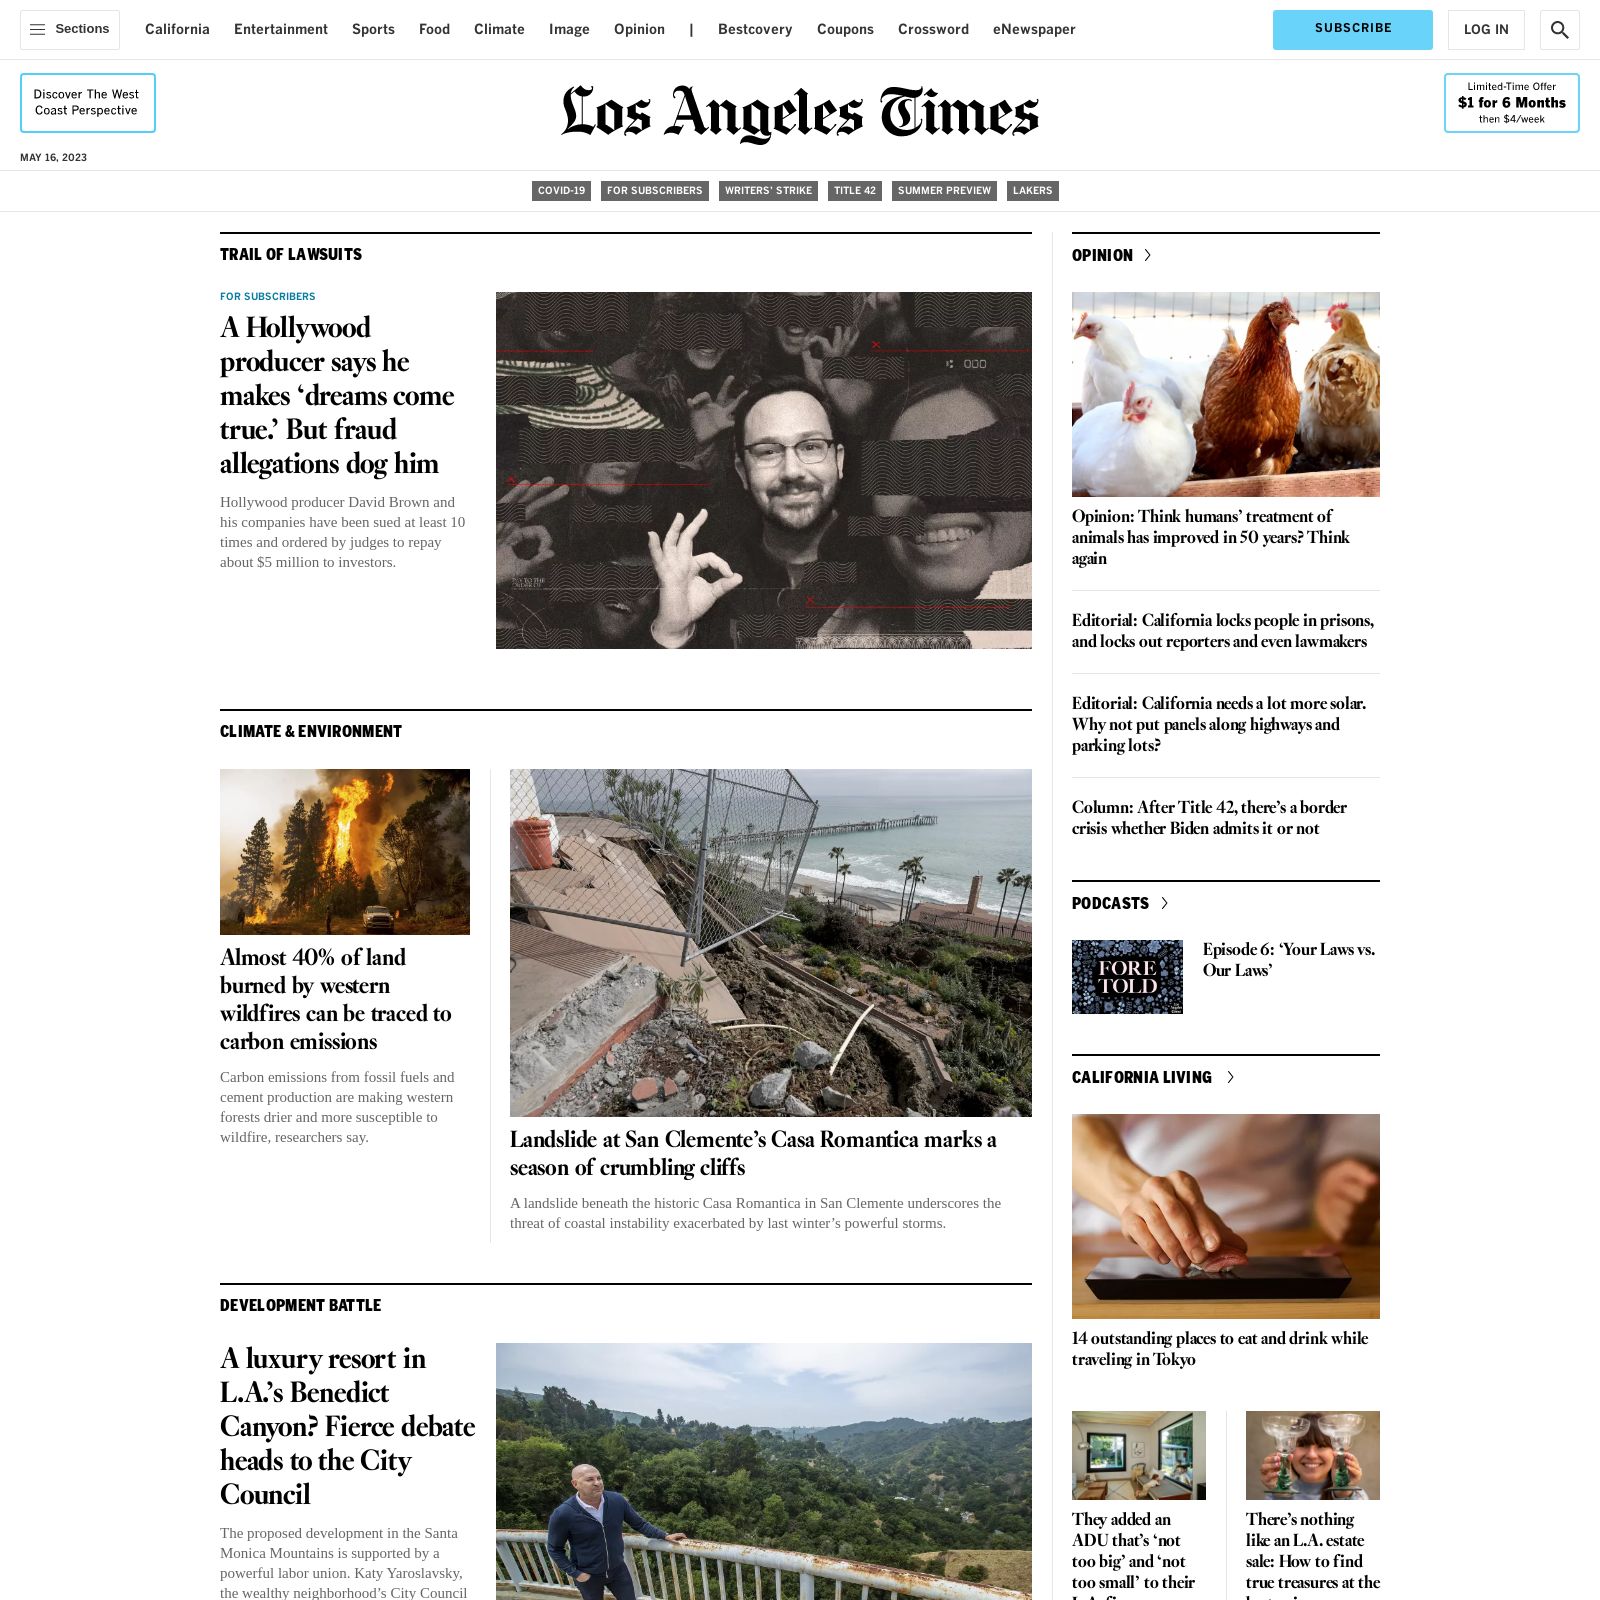 Sections
California
Entertainment
Sports
Food
Climate
Image
Opinion
|
Bestcovery
Coupons
Crossword
eNewspaper
SUBSCRIBE
LOG IN
Discover The West
Coast Perspective
Los Angeles Times
Limited-Time Offer
$1 for 6 Months
then $4/week
MAY 16, 2023
COVID-19
FOR SUBSCRIBERS
WRITERS' STRIKE
TITLE 42
SUMMER PREVIEW
LAKERS
TRAIL OF LAWSUITS
FOR SUBSCRIBERS
A Hollywood
producer says he
makes ‘dreams come
true.’ But fraud
allegations dog him
Hollywood producer David Brown and
his companies have been sued at least 10
times and ordered by judges to repay
about $5 million to investors.
PAY TO THE
ORDER OF
CLIMATE & ENVIRONMENT
Almost 40% of land
burned by western
wildfires can be traced to
carbon emissions
Carbon emissions from fossil fuels and
cement production are making western
forests drier and more susceptible to
wildfire, researchers say.
Landslide at San Clemente’s Casa Romantica marks a
season of crumbling cliffs
A landslide beneath the historic Casa Romantica in San Clemente underscores the
threat of coastal instability exacerbated by last winter’s powerful storms.
DEVELOPMENT BATTLE
A luxury resort in
L.A.’s Benedict
Canyon? Fierce debate
heads to the City
Council
The proposed development in the Santa
Monica Mountains is supported by a
powerful labor union. Katy Yaroslavsky,
the wealthy neighborhood’s City Council
OPINION
Opinion: Think humans’ treatment of
animals has improved in 50 years? Think
again
Editorial: California locks people in prisons,
and locks out reporters and even lawmakers
Editorial: California needs a lot more solar.
Why not put panels along highways and
parking lots?
Column: After Title 42, there’s a border
crisis whether Biden admits it or not
PODCASTS
FORE
TOLD
Episode 6: ‘Your Laws vs.
Our Laws’
CALIFORNIA LIVING
14 outstanding places to eat and drink while
traveling in Tokyo
They added an
ADU that’s ‘not
too big’ and ‘not
too small’ to their
There’s nothing
like an L.A. estate
sale: How to find
true treasures at the